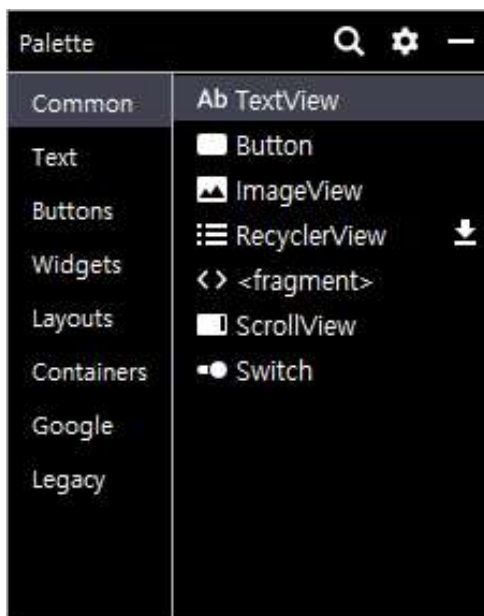 Palette
Common
Text
Buttons
Widgets
Layouts
Containers
Google
Legacy
Ab TextView
Button
ImageView
RecyclerView
<fragment>
ScrollView
Switch